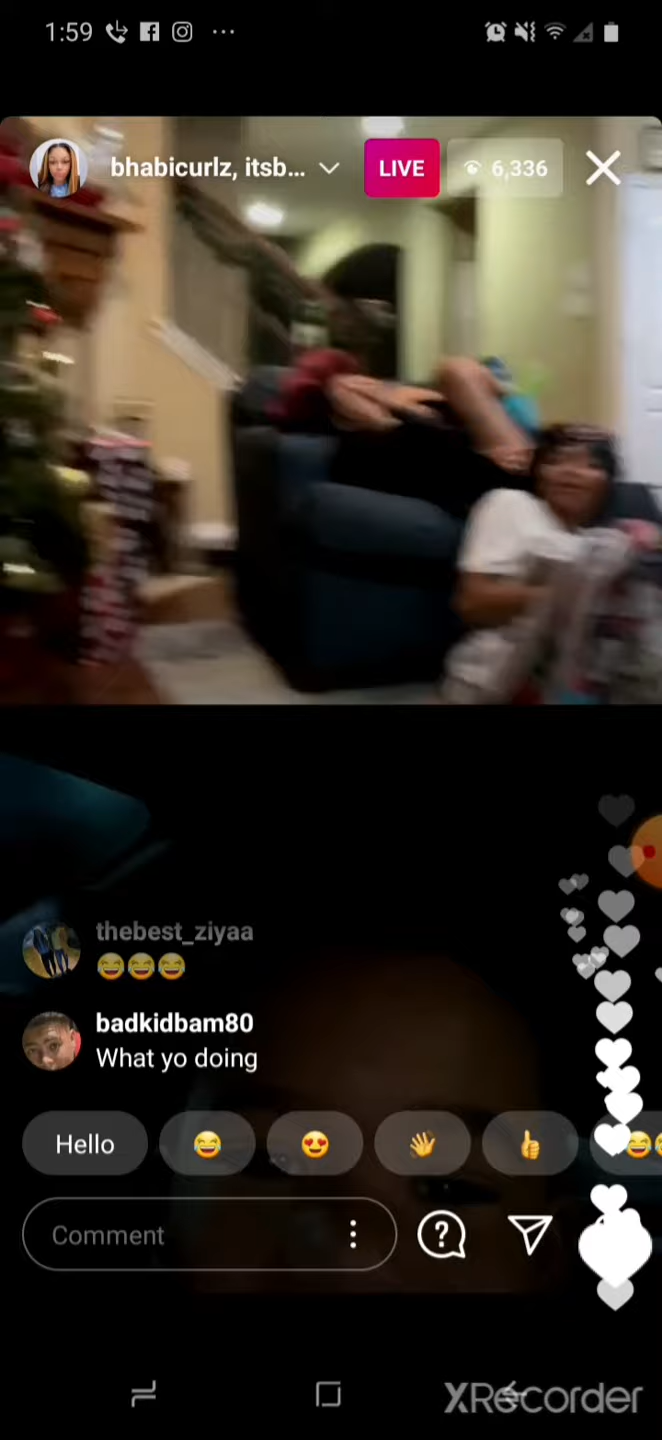 1:59
bhabicurlz, itsb...
LIVE
6,336
thebest_ziyaa
😂😂😂
badkidbam80
What yo doing
Hello
Comment
XRecorder